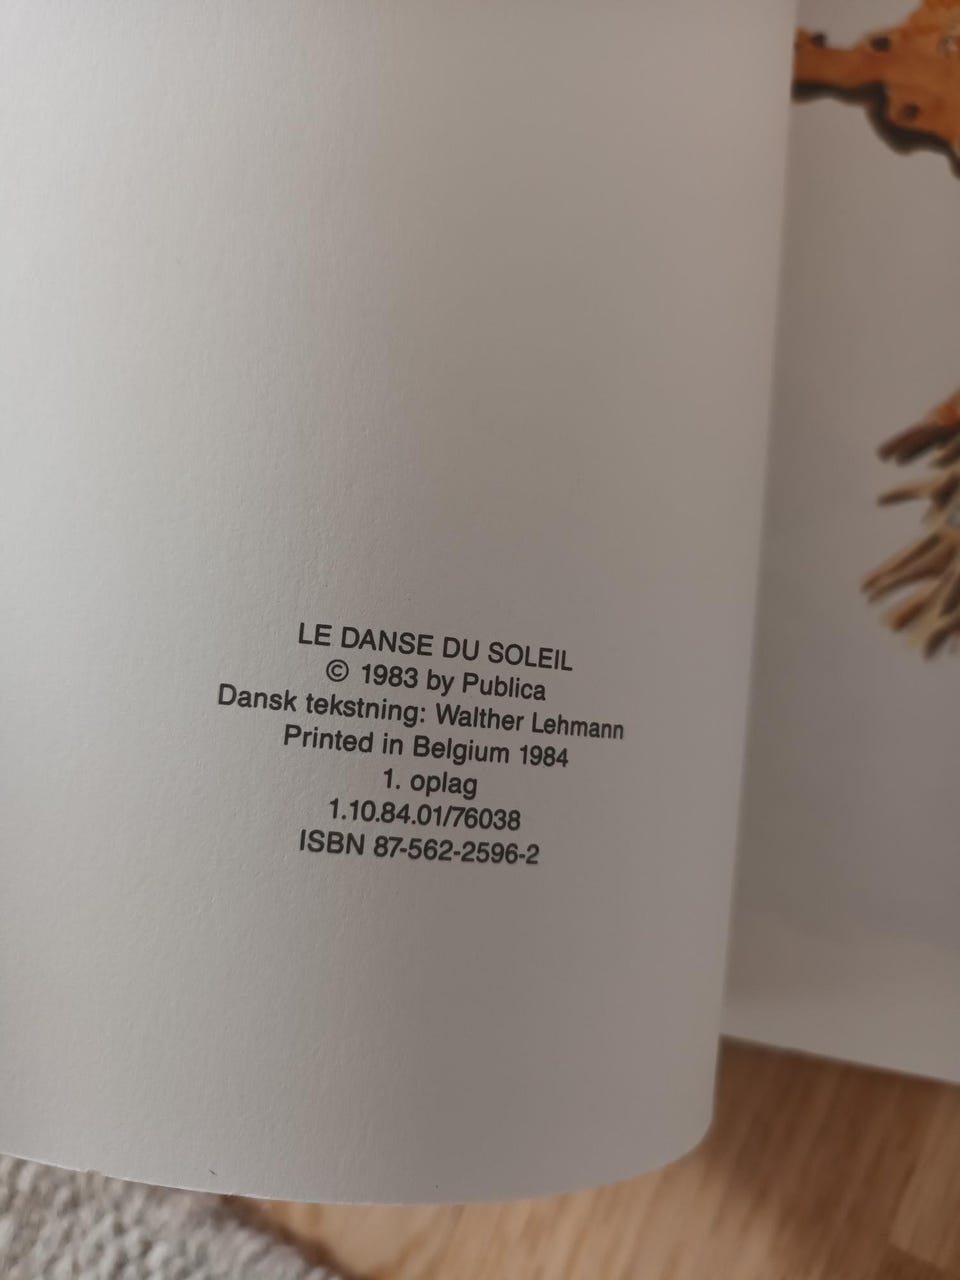 LE DANSE DU SOLEIL
© 1983 by Publica
Dansk tekstning: Walther Lehmann
Printed in Belgium 1984
1. oplag
1.10.84.01/76038
ISBN 87-562-2596-2